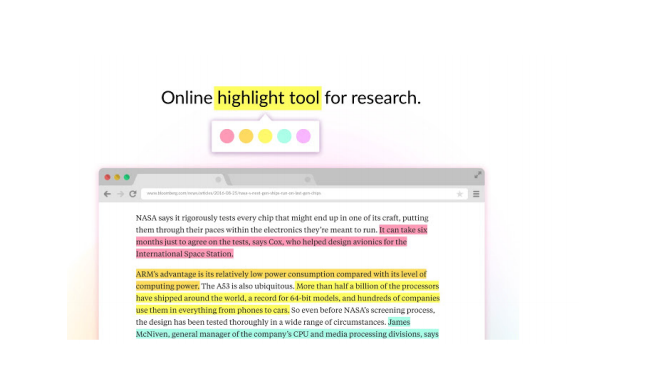 Online highlight tool for research.
NASA says it rigorously tests every chip that might end up in one of its craft, putting
them through their paces within the electronics they're meant to run. It can take six
months just to agree on the tests, says Cox, who helped design avionics for the
International Space Station.
ARM's advantage is its relatively low power consumption compared with its level of
computing power. The A53 is also ubiquitous. More than half a billion of the processors
have shipped around the world, a record for 64-bit models, and hundreds of companies
use them in everything from phones to cars. So even before NASA's screening process,
the design has been tested thoroughly in a wide range of circumstances. James
McNiven, general manager of the company's CPU and media processing divisions, says